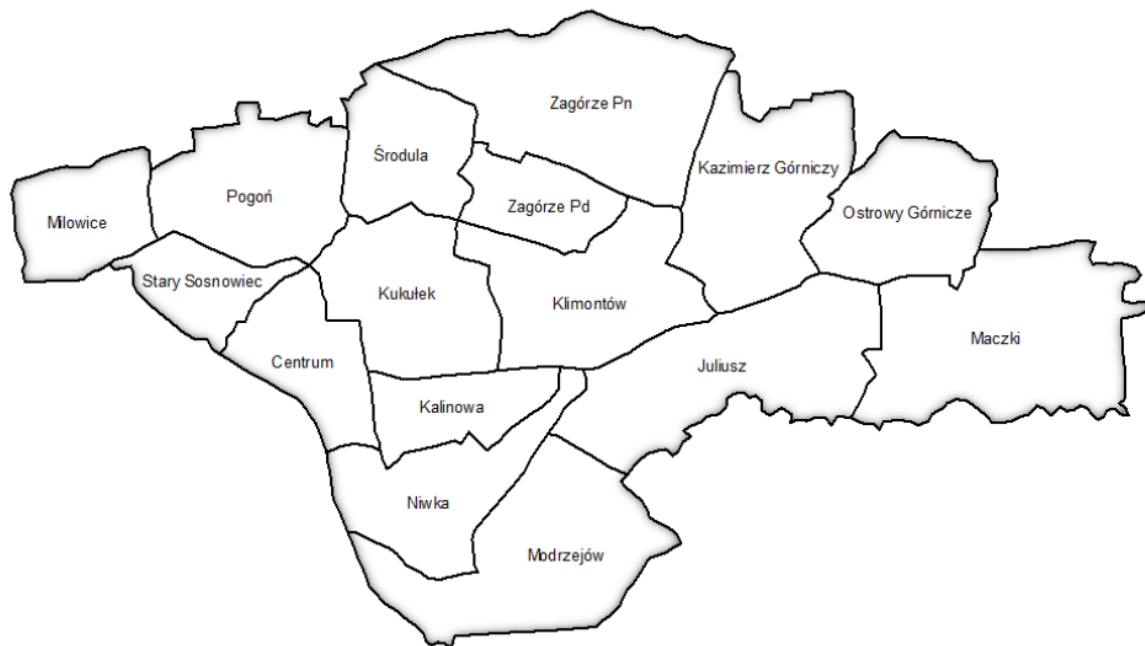 Zagórze Pn
Środula
Kazimierz Górniczy
Pogoń
Zagórze Pd
Milowice
Ostrowy Górnicze
Stary Sosnowiec
Kukułek
Klimontów
Maczki
Centrum
Juliusz
Kalinowa
Niwka
Modrzejów